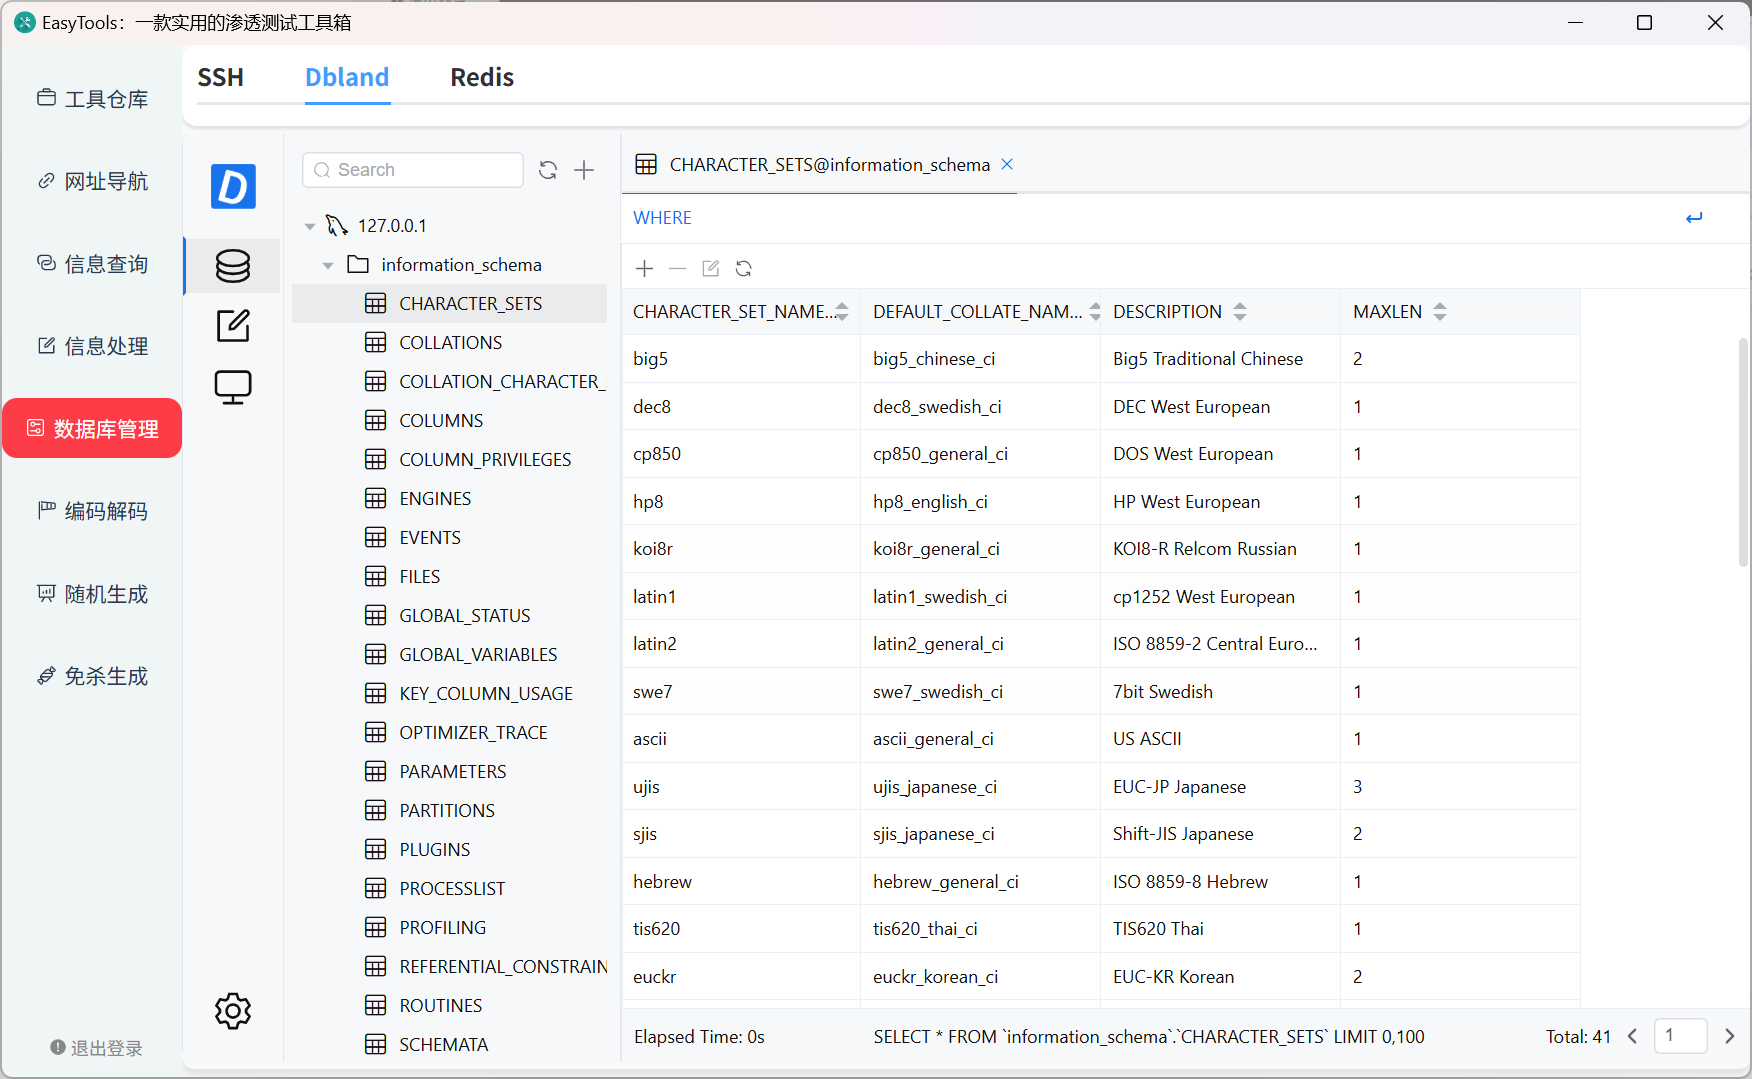 EasyTools：一款实用的渗透测试工具箱
工具仓库
网址导航
信息查询
信息处理
数据库管理
编码解码
随机生成
免杀生成
退出登录
SSH Dbland Redis
D
Search
127.0.0.1
information_schema
CHARACTER_SETS
COLLATIONS
COLLATION_CHARACTER_
COLUMNS
COLUMN_PRIVILEGES
ENGINES
EVENTS
FILES
GLOBAL_STATUS
GLOBAL_VARIABLES
KEY_COLUMN_USAGE
OPTIMIZER_TRACE
PARAMETERS
PARTITIONS
PLUGINS
PROCESSLIST
PROFILING
REFERENTIAL_CONSTRAIN
ROUTINES
SCHEMATA
CHARACTER_SETS@information_schema
WHERE
CHARACTER_SET_NAME... DEFAULT_COLLATE_NAM... DESCRIPTION MAXLEN
big5 big5_chinese_ci Big5 Traditional Chinese 2
dec8 dec8_swedish_ci DEC West European 1
cp850 cp850_general_ci DOS West European 1
hp8 hp8_english_ci HP West European 1
koi8r koi8r_general_ci KOI8-R Relcom Russian 1
latin1 latin1_swedish_ci cp1252 West European 1
latin2 latin2_general_ci ISO 8859-2 Central Euro... 1
swe7 swe7_swedish_ci 7bit Swedish 1
ascii ascii_general_ci US ASCII 1
ujis ujis_japanese_ci EUC-JP Japanese 3
sjis sjis_japanese_ci Shift-JIS Japanese 2
hebrew hebrew_general_ci ISO 8859-8 Hebrew 1
tis620 tis620_thai_ci TIS620 Thai 1
euckr euckr_korean_ci EUC-KR Korean 2
Elapsed Time: 0s SELECT * FROM `information_schema`.`CHARACTER_SETS` LIMIT 0,100 Total: 41 1